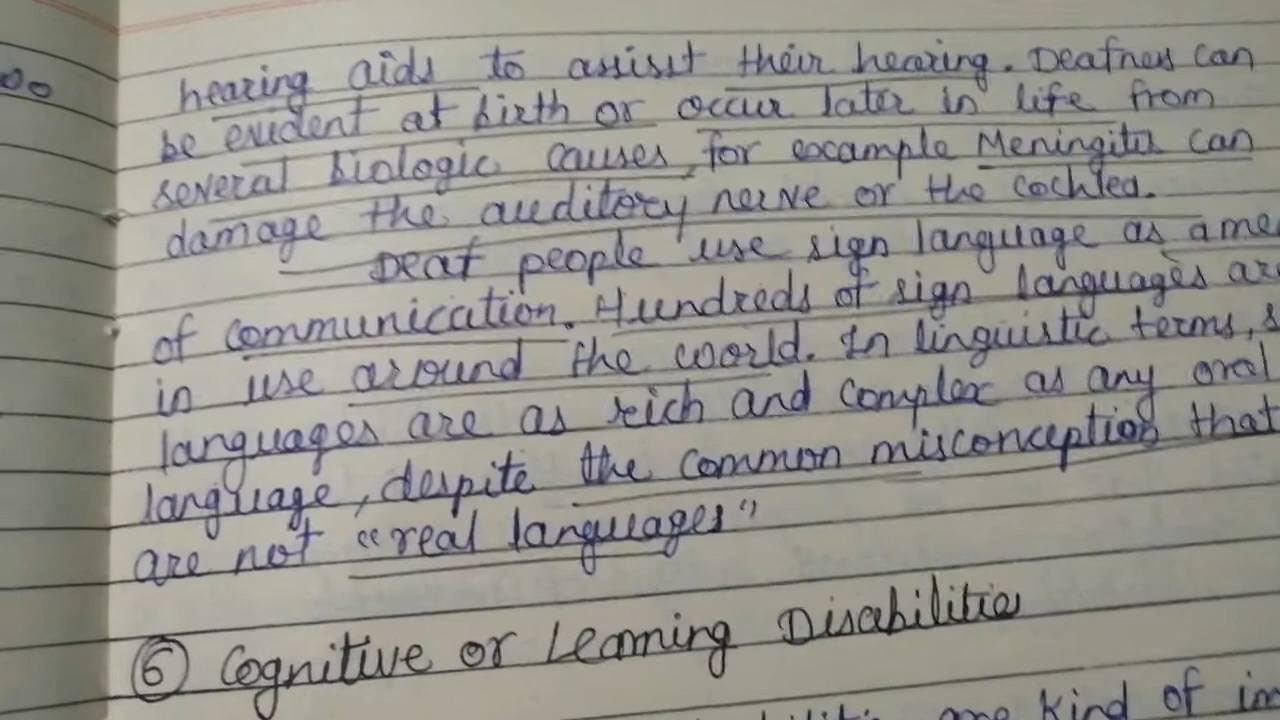 hearing aids to assisst their hearing. Deafness can
be evident at birth or occur later in life from
several biologic causes, for example Meningitis can
damage the auditory nerve or the cochlea.
Deaf people use sign language as a
of communication. Hundreds of sign languages
in use around the world. In linguistic terms,
languages are as rich and complex as any oral
language, despite the common misconception that
are not "real languages"
6 Cognitive or Learning Disabilities
kind of